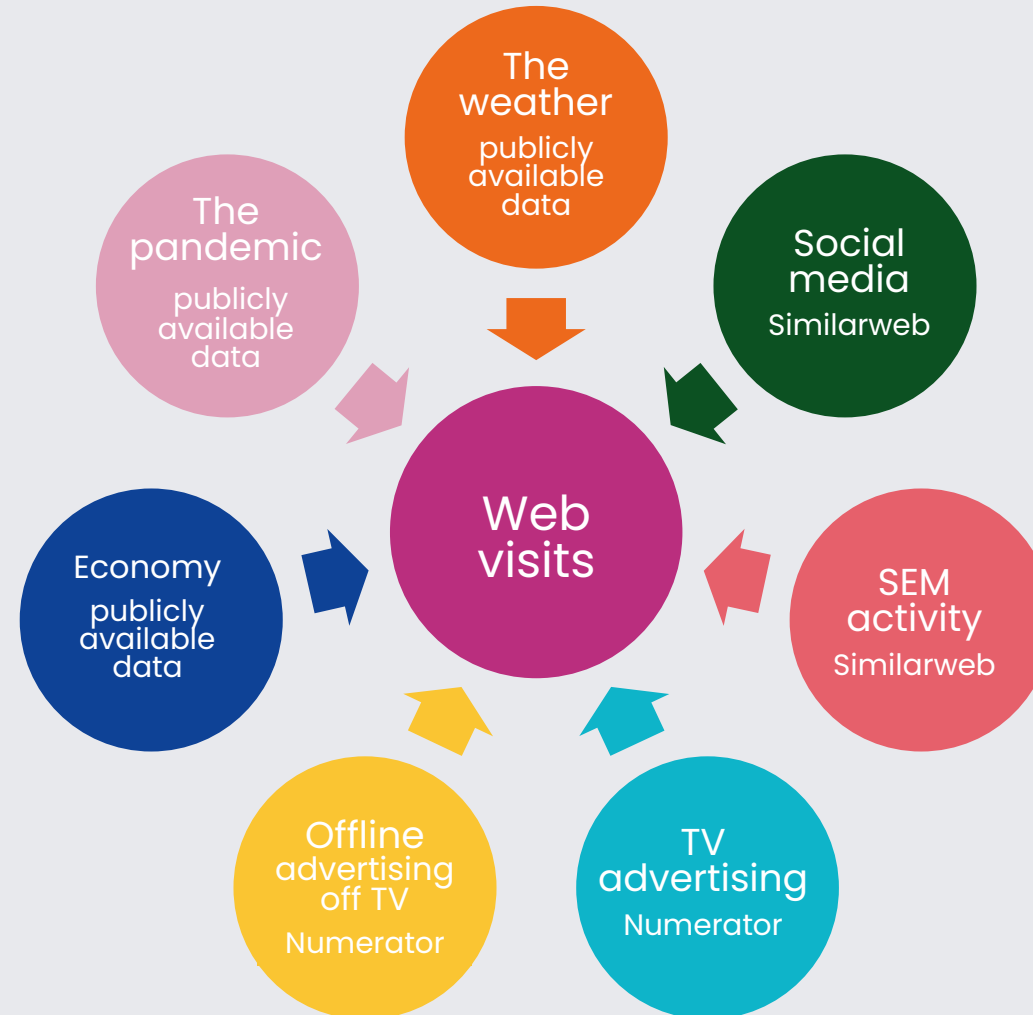 The
weather
publicly
available
data
The
pandemic
publicly
available
data
Social
media
Similarweb
Web
visits
Economy
publicly
available
data
SEM
activity
Similarweb
Offline
advertising
off TV
Numerator
TV
advertising
Numerator